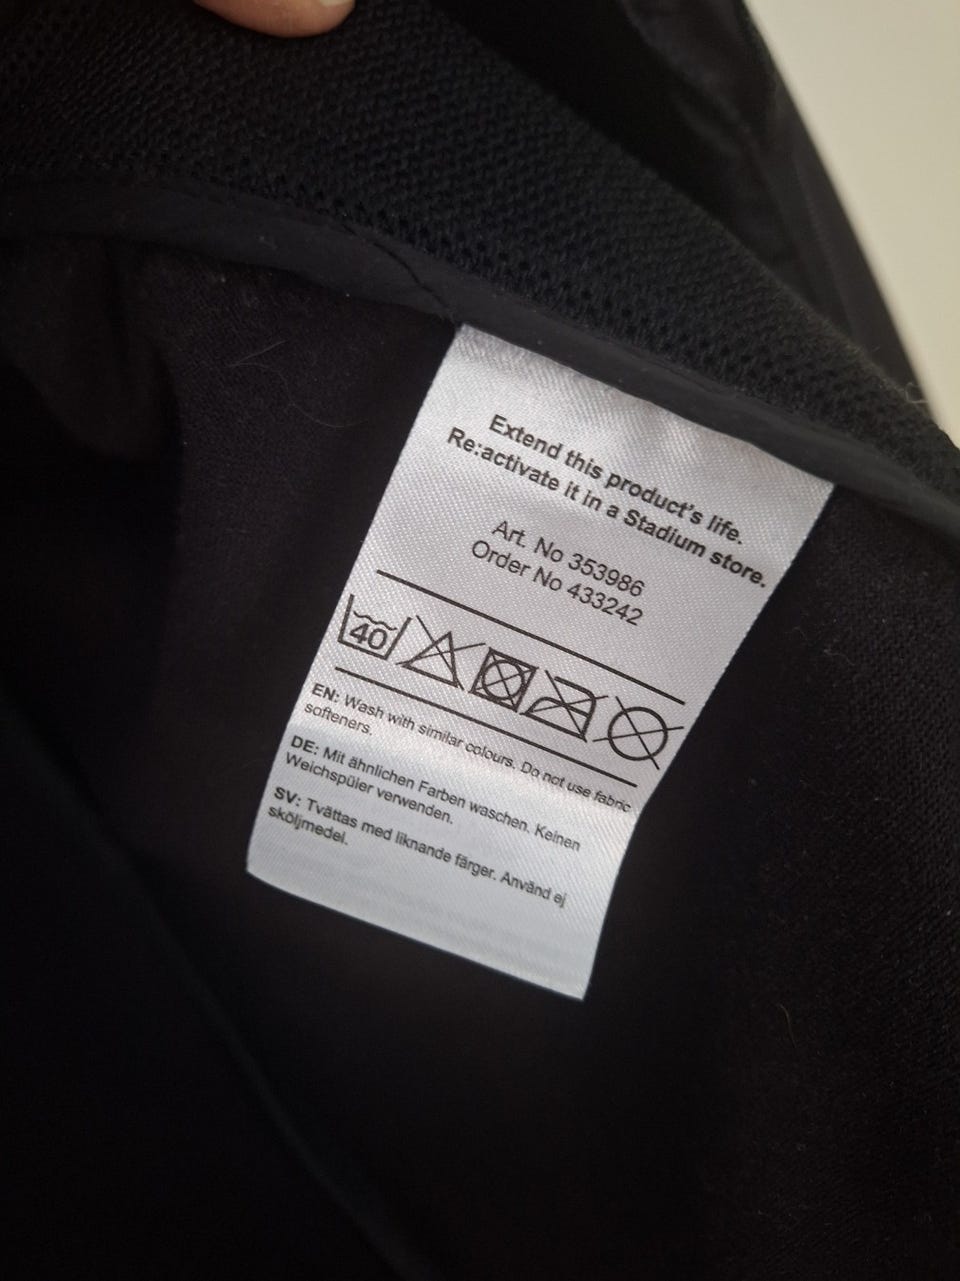 Extend this product's life.
Re:activate it in a Stadium store.
Art. No 353986
Order No 433242
40
EN: Wash with similar colours. Do not use fabric
softeners.
DE: Mit ähnlichen Farben waschen. Keinen
Weichspüler verwenden.
SV: Tvättas med liknande färger. Använd ej
sköljmedel.